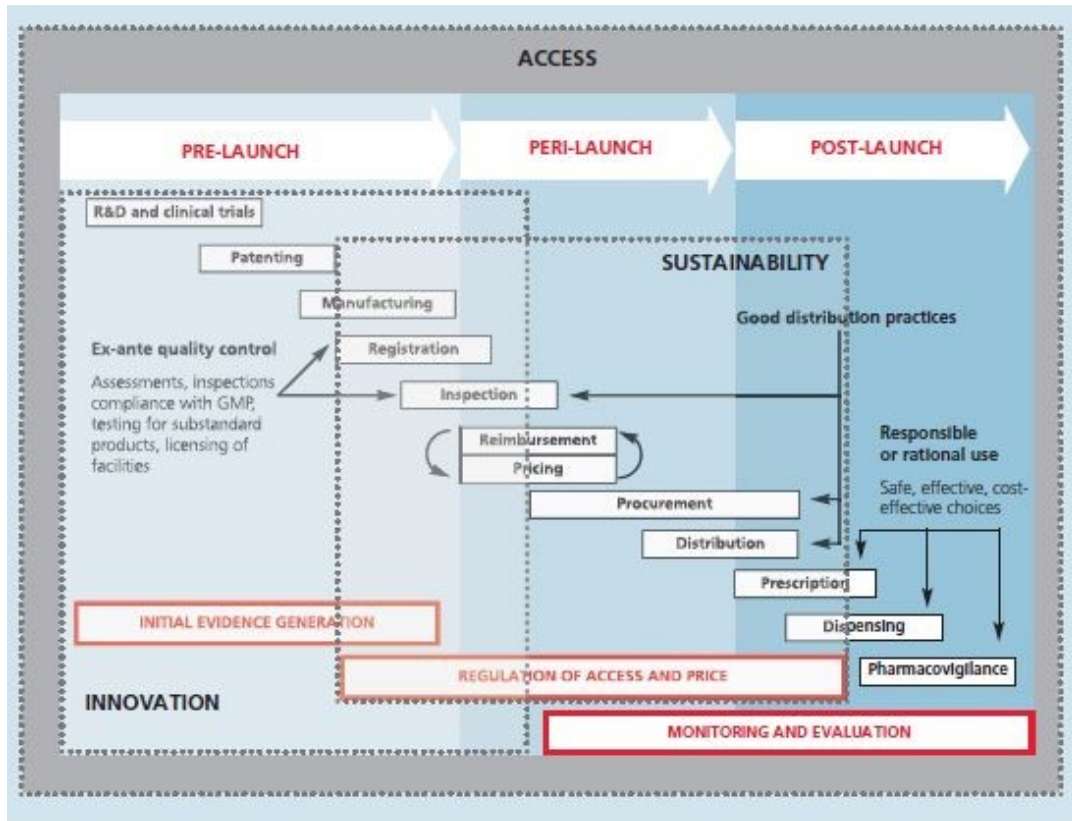 ACCESS
PRE-LAUNCH
PERI-LAUNCH
POST-LAUNCH
R&D and clinical trials
Patenting
SUSTAINABILITY
Manufacturing
Good distribution practices
Ex-ante quality control
Registration
Assessments, inspections
compliance with GMP,
testing for substandard
products, licensing of
facilities
Inspection
Reimbursement
Pricing
Responsible
or rational use
Safe, effective, cost-
effective choices
Procurement
Distribution
Prescription
Dispensing
Pharmacovigilance
INITIAL EVIDENCE GENERATION
REGULATION OF ACCESS AND PRICE
INNOVATION
MONITORING AND EVALUATION